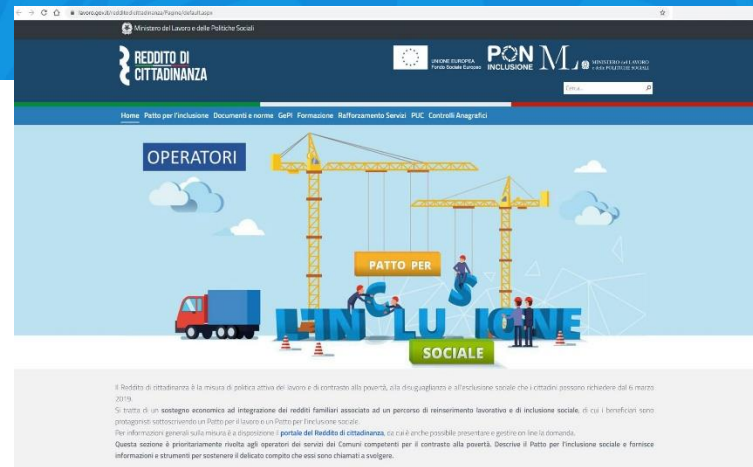 lavoro.gov.it/redditodicittadinanza/Pagine/default.aspx
Ministero del Lavoro e delle Politiche Sociali
REDDITO DI
CITTADINANZA
UNIONE EUROPEA
Fondo Sociale Europeo
PON
INCLUSIONE
MINISTERO del LAVORO
e delle POLITICHE SOCIALI
Cerca...
Home Patto per l'inclusione Documenti e norme GePI Formazione Rafforzamento Servizi PUC Controlli Anagrafici
OPERATORI
PATTO PER
L'INCLUSIONE
SOCIALE
Il Reddito di cittadinanza è la misura di politica attiva del lavoro e di contrasto alla povertà, alla disuguaglianza e all'esclusione sociale che i cittadini possono richiedere dal 6 marzo
2019.
Si tratta di un sostegno economico ad integrazione dei redditi familiari associato ad un percorso di reinserimento lavorativo e di inclusione sociale, di cui i beneficiari sono
protagonisti sottoscrivendo un Patto per il lavoro o un Patto per l'inclusione sociale.
Per informazioni generali sulla misura è a disposizione il portale del Reddito di cittadinanza, da cui è anche possibile presentare e gestire on line la domanda.
Questa sezione è prioritariamente rivolta agli operatori dei servizi dei Comuni competenti per il contrasto alla povertà. Descrive il Patto per l'inclusione sociale e fornisce
informazioni e strumenti per sostenere il delicato compito che essi sono chiamati a svolgere.